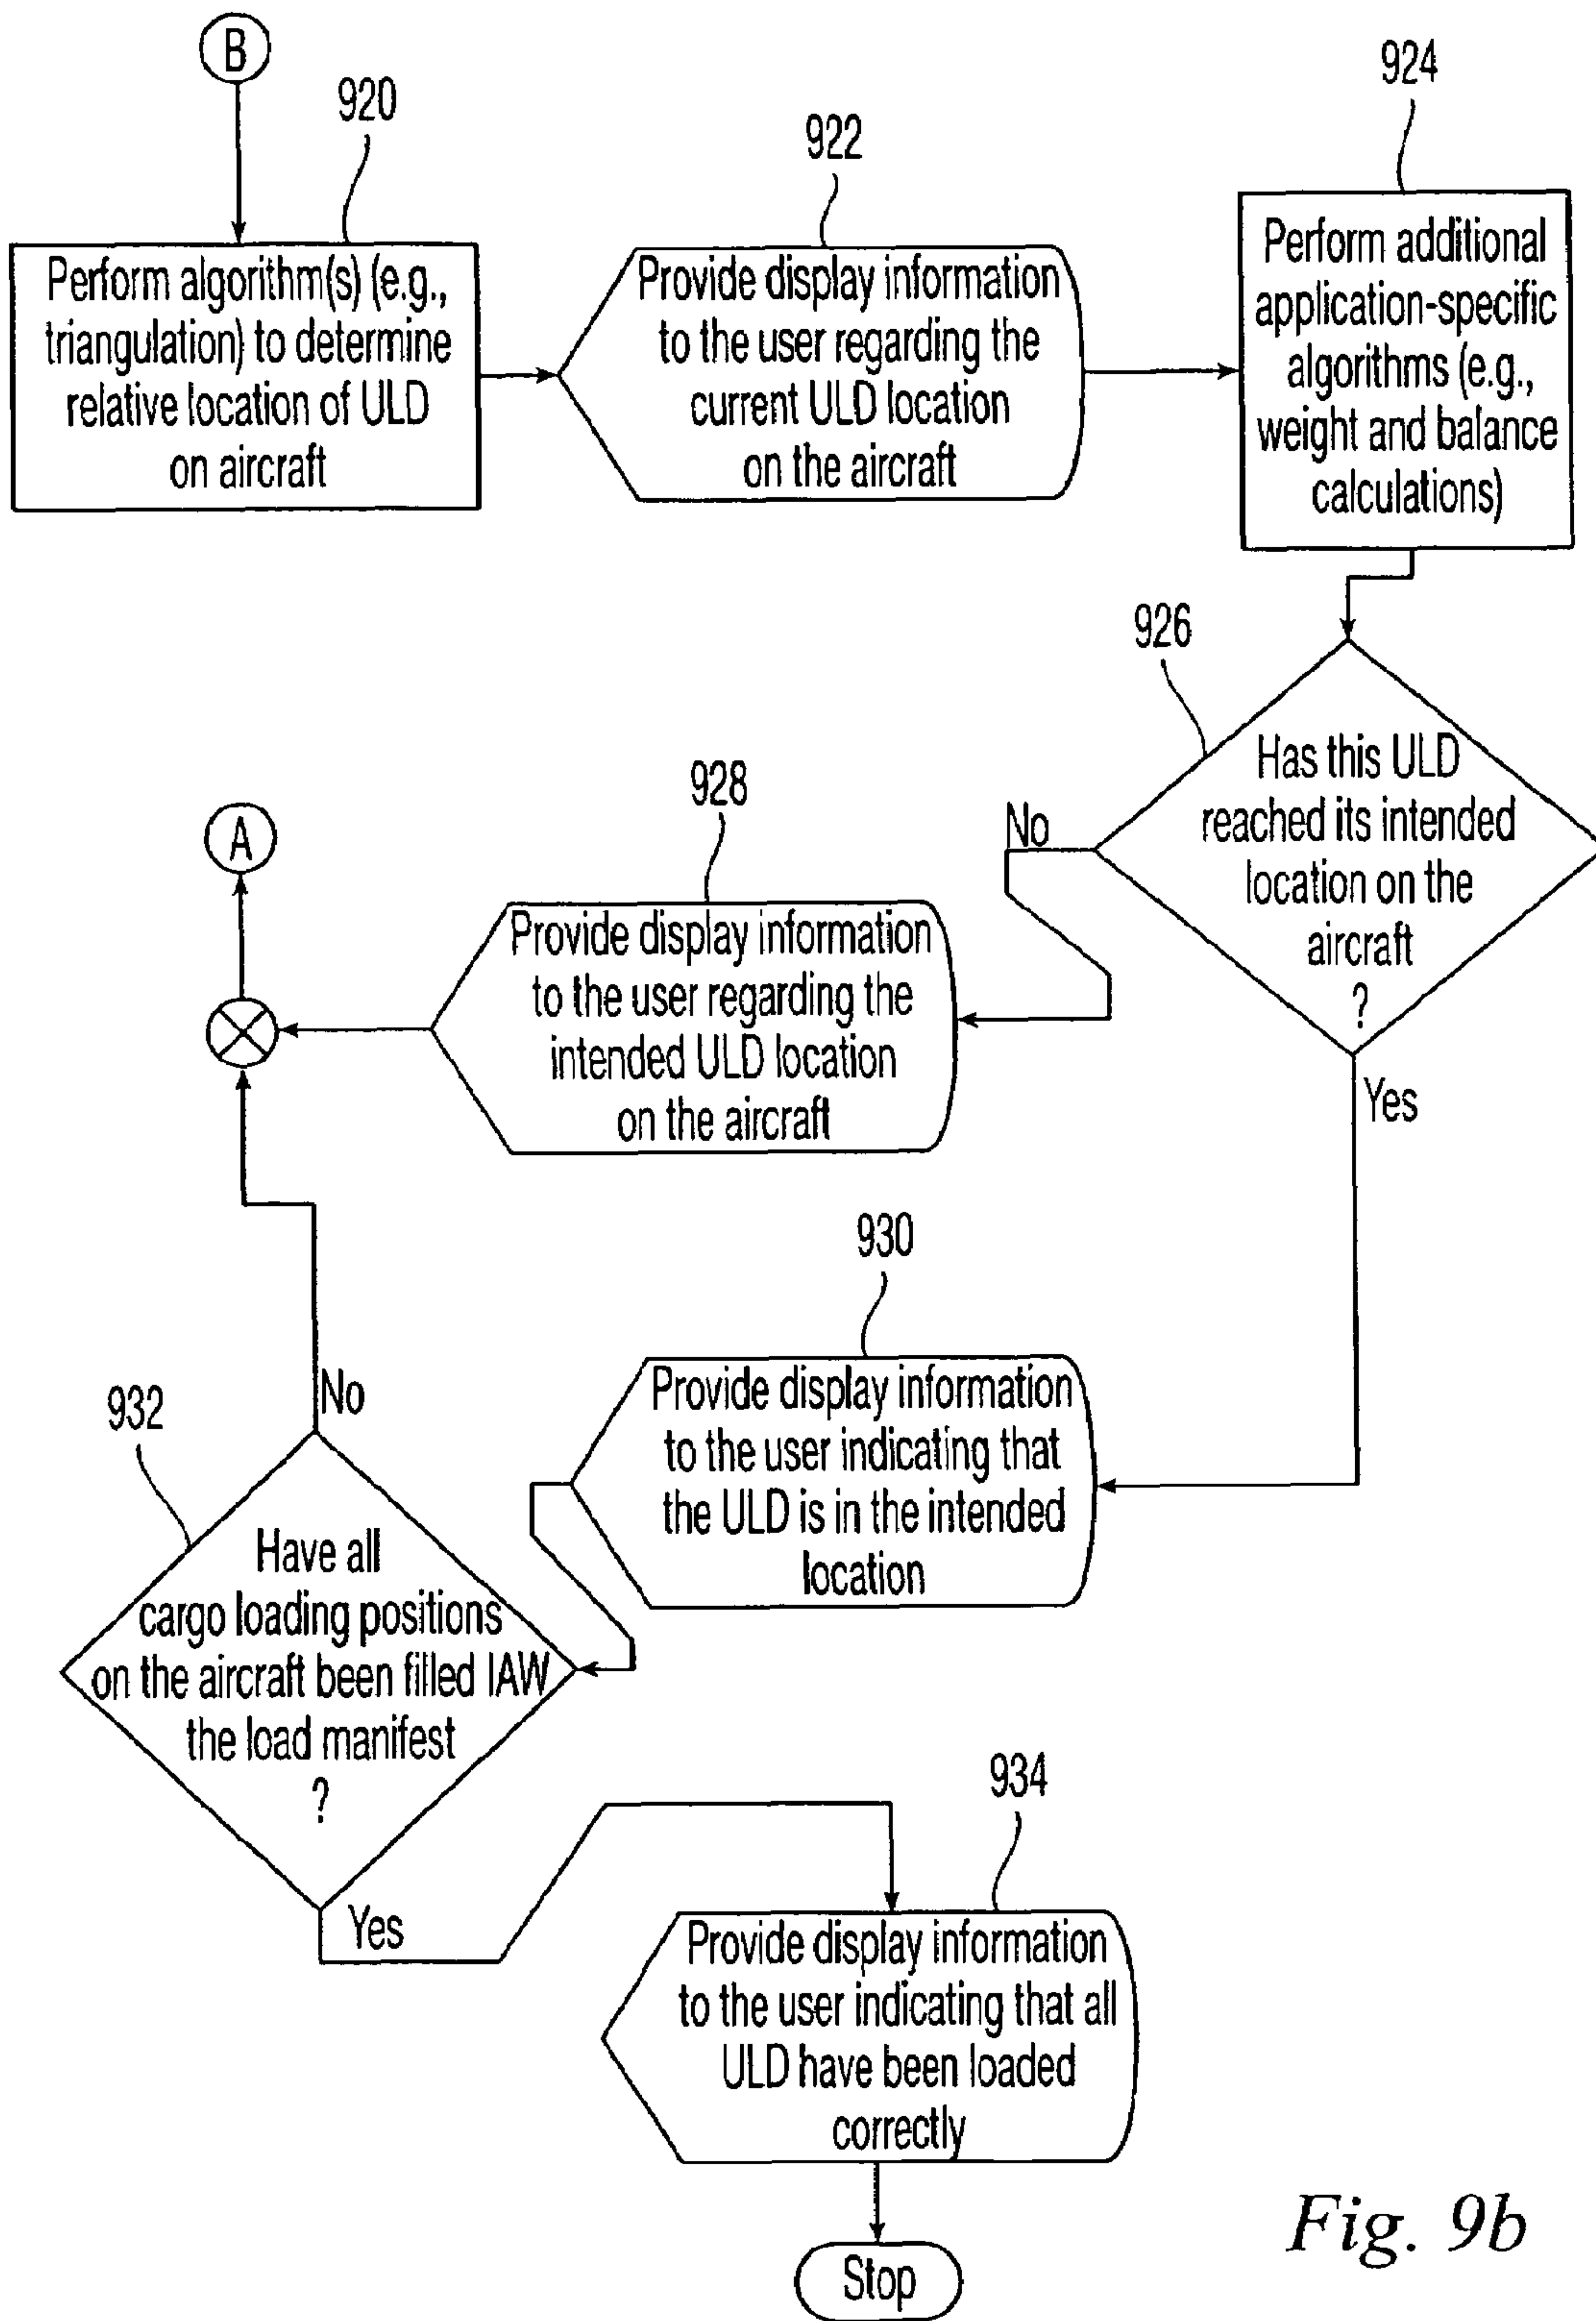 B
920
Perform algorithm(s) (e.g.,
triangulation) to determine
relative location of ULD
on aircraft
922
Provide display information
to the user regarding the
current ULD location
on the aircraft
924
Perform additional
application-specific
algorithms (e.g.,
weight and balance
calculations)
926
Has this ULD
reached its intended
location on the
aircraft
?
No
Yes
928
Provide display information
to the user regarding the
intended ULD location
on the aircraft
A
930
Provide display information
to the user indicating that
the ULD is in the intended
location
932
No
Have all
cargo loading positions
on the aircraft been filled IAW
the load manifest
?
Yes
934
Provide display information
to the user indicating that all
ULD have been loaded
correctly
Stop
Fig. 9b